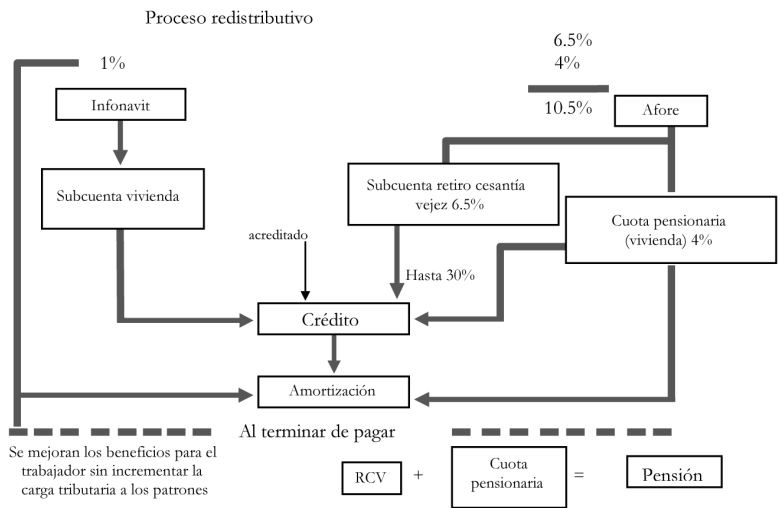 Proceso redistributivo
1%
6.5%
4%
10.5%
Infonavit
Afore
Subcuenta vivienda
Subcuenta retiro cesantía
vejez 6.5%
Cuota pensionaria
(vivienda) 4%
acreditado
Hasta 30%
Crédito
Amortización
Al terminar de pagar
Se mejoran los beneficios para el
trabajador sin incrementar la
carga tributaria a los patrones
RCV
+
Cuota
pensionaria
=
Pensión